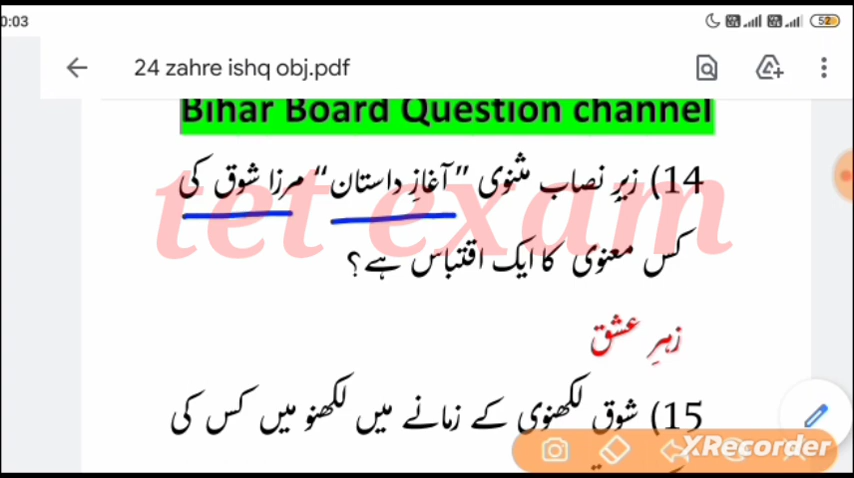 0:03
52
24 zahre ishq obj.pdf
Bihar Board Question channel
14) زیرِ نصاب مثنوی ”آغازِ داستان“ مرزا شوق کی
کس معنوی کا ایک اقتباس ہے؟
tet exam
زہرِ عشق
15) شوق لکھنوی کے زمانے میں لکھنو میں کس کی
XRecorder